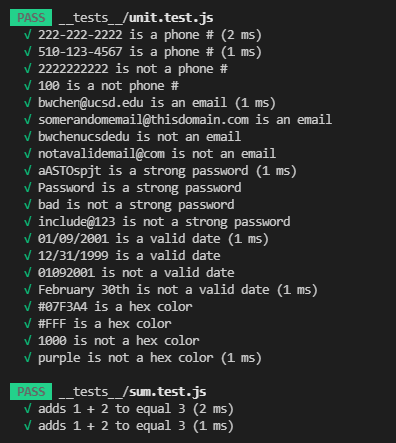 PASS __tests__/unit.test.js
√ 222-222-2222 is a phone # (2 ms)
√ 510-123-4567 is a phone # (1 ms)
√ 2222222222 is not a phone #
√ 100 is a not phone #
√ bwchen@ucsd.edu is an email (1 ms)
√ somerandomemail@thisdomain.com is an email
√ bwchenucsdedu is not an email
√ notavalidemail@com is not an email
√ aASTOspjt is a strong password (1 ms)
√ Password is a strong password
√ bad is not a strong password
√ include@123 is not a strong password
√ 01/09/2001 is a valid date (1 ms)
√ 12/31/1999 is a valid date
√ 01092001 is not a valid date
√ February 30th is not a valid date (1 ms)
√ #07F3A4 is a hex color
√ #FFF is a hex color
√ 1000 is not a hex color
√ purple is not a hex color (1 ms)
PASS __tests__/sum.test.js
√ adds 1 + 2 to equal 3 (2 ms)
√ adds 1 + 2 to equal 3 (1 ms)